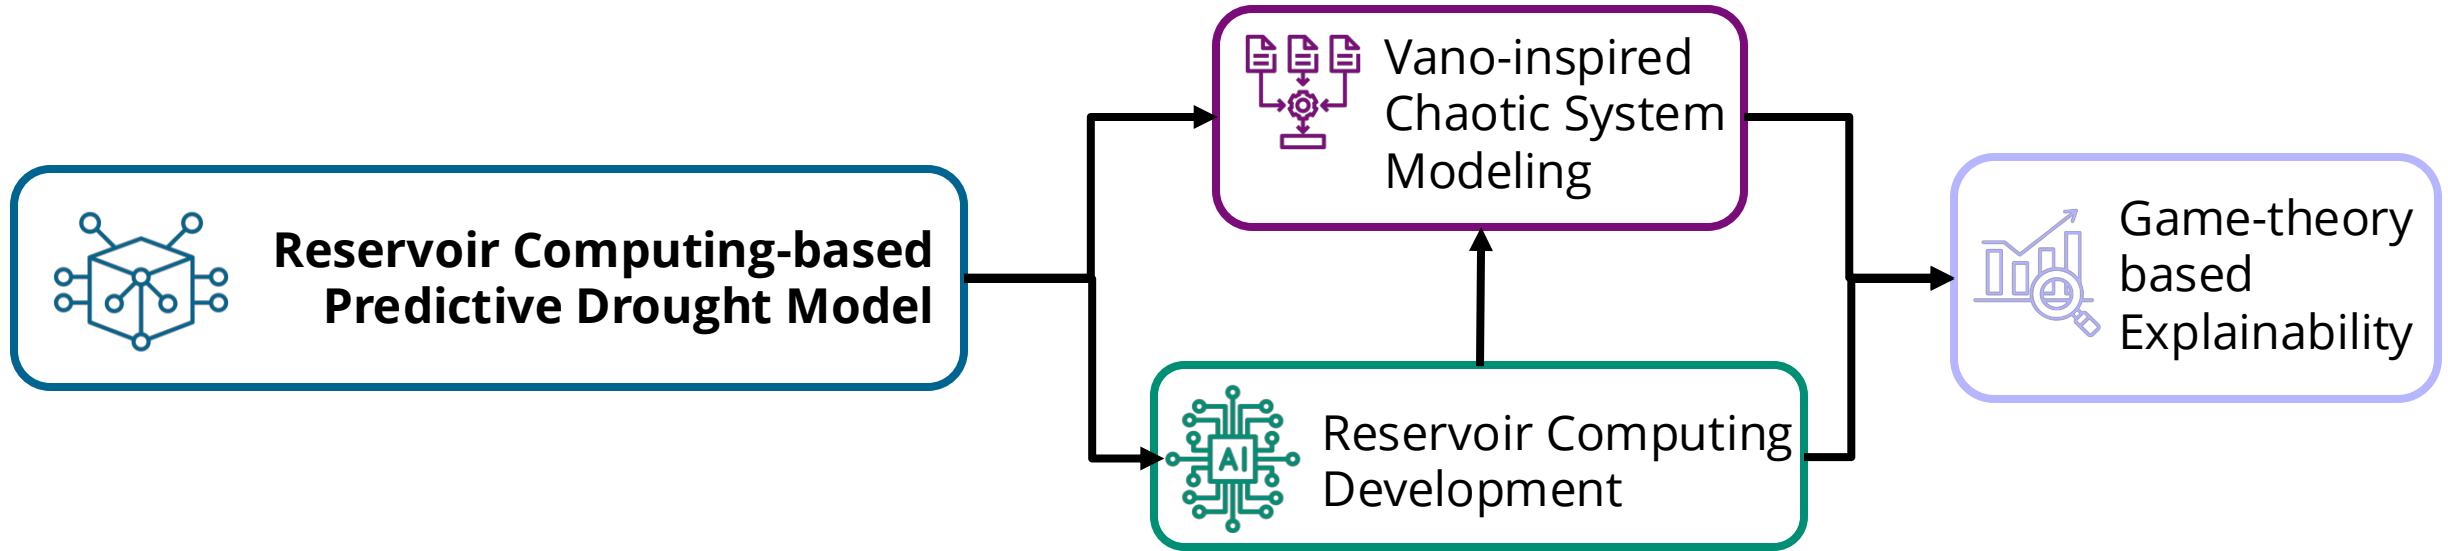 Reservoir Computing-based
Predictive Drought Model
Vano-inspired
Chaotic System
Modeling
AI
Reservoir Computing
Development
Game-theory
based
Explainability